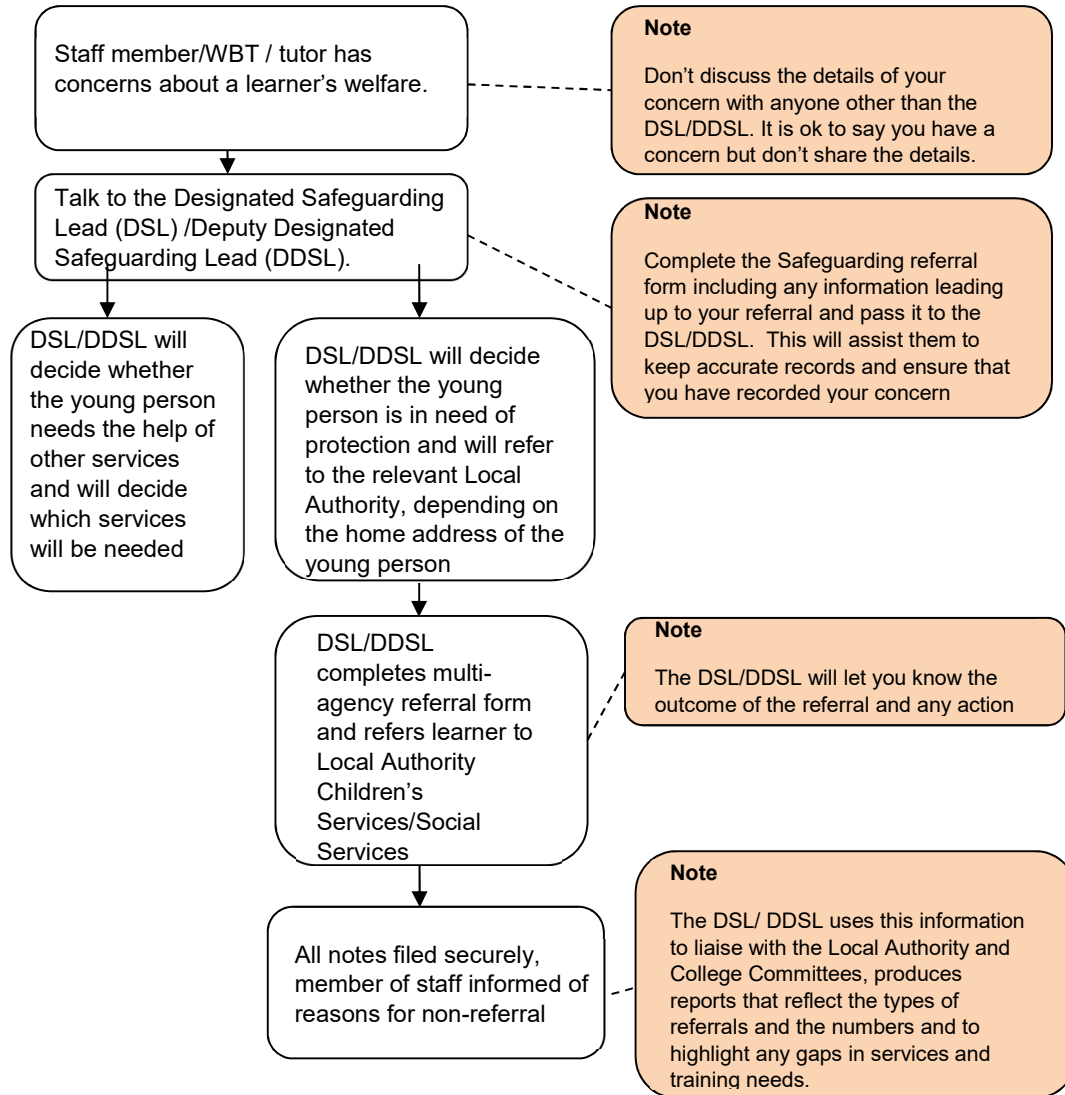 Staff member/WBT / tutor has
concerns about a learner's welfare.
Note
Don't discuss the details of your
concern with anyone other than the
DSL/DDSL. It is ok to say you have a
concern but don't share the details.
Talk to the Designated Safeguarding
Lead (DSL) /Deputy Designated
Safeguarding Lead (DDSL).
Note
Complete the Safeguarding referral
form including any information leading
up to your referral and pass it to the
DSL/DDSL.  This will assist them to
keep accurate records and ensure that
you have recorded your concern
DSL/DDSL will
decide whether
the young person
needs the help of
other services
and will decide
which services
will be needed
DSL/DDSL will decide
whether the young
person is in need of
protection and will refer
to the relevant Local
Authority, depending on
the home address of the
young person
DSL/DDSL
completes multi-
agency referral form
and refers learner to
Local Authority
Children's
Services/Social
Services
Note
The DSL/DDSL will let you know the
outcome of the referral and any action
All notes filed securely,
member of staff informed of
reasons for non-referral
Note
The DSL/ DDSL uses this information
to liaise with the Local Authority and
College Committees, produces
reports that reflect the types of
referrals and the numbers and to
highlight any gaps in services and
training needs.